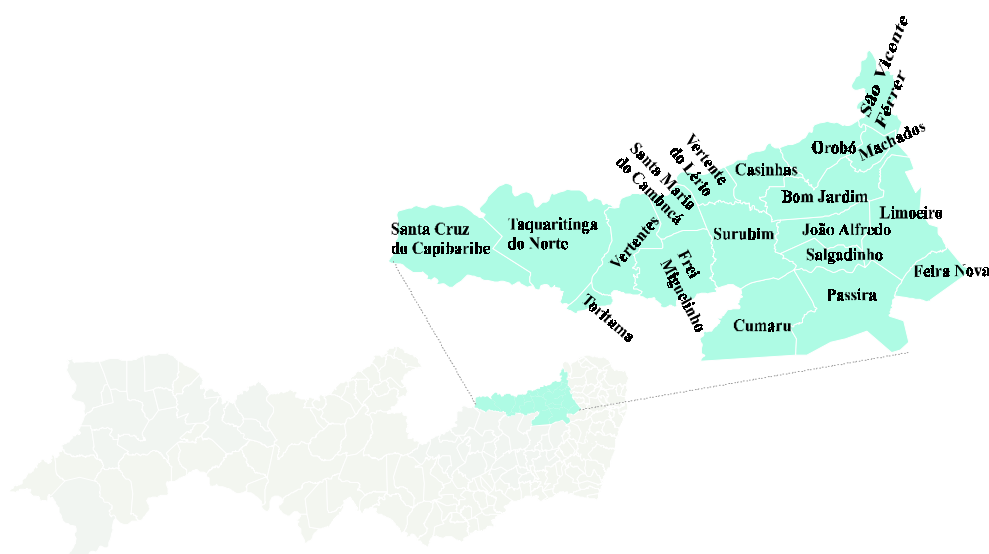 São Vicente
Férrer
Machados
Orobó
Casinhas
Vertente
do Lério
Santa Maria
do Cambucá
Bom Jardim
Limoeiro
João Alfredo
Surubim
Salgadinho
Feira Nova
Passira
Cumaru
Frei
Miguelinho
Vertentes
Taquaritinga
do Norte
Santa Cruz
do Capibaribe
Toritama